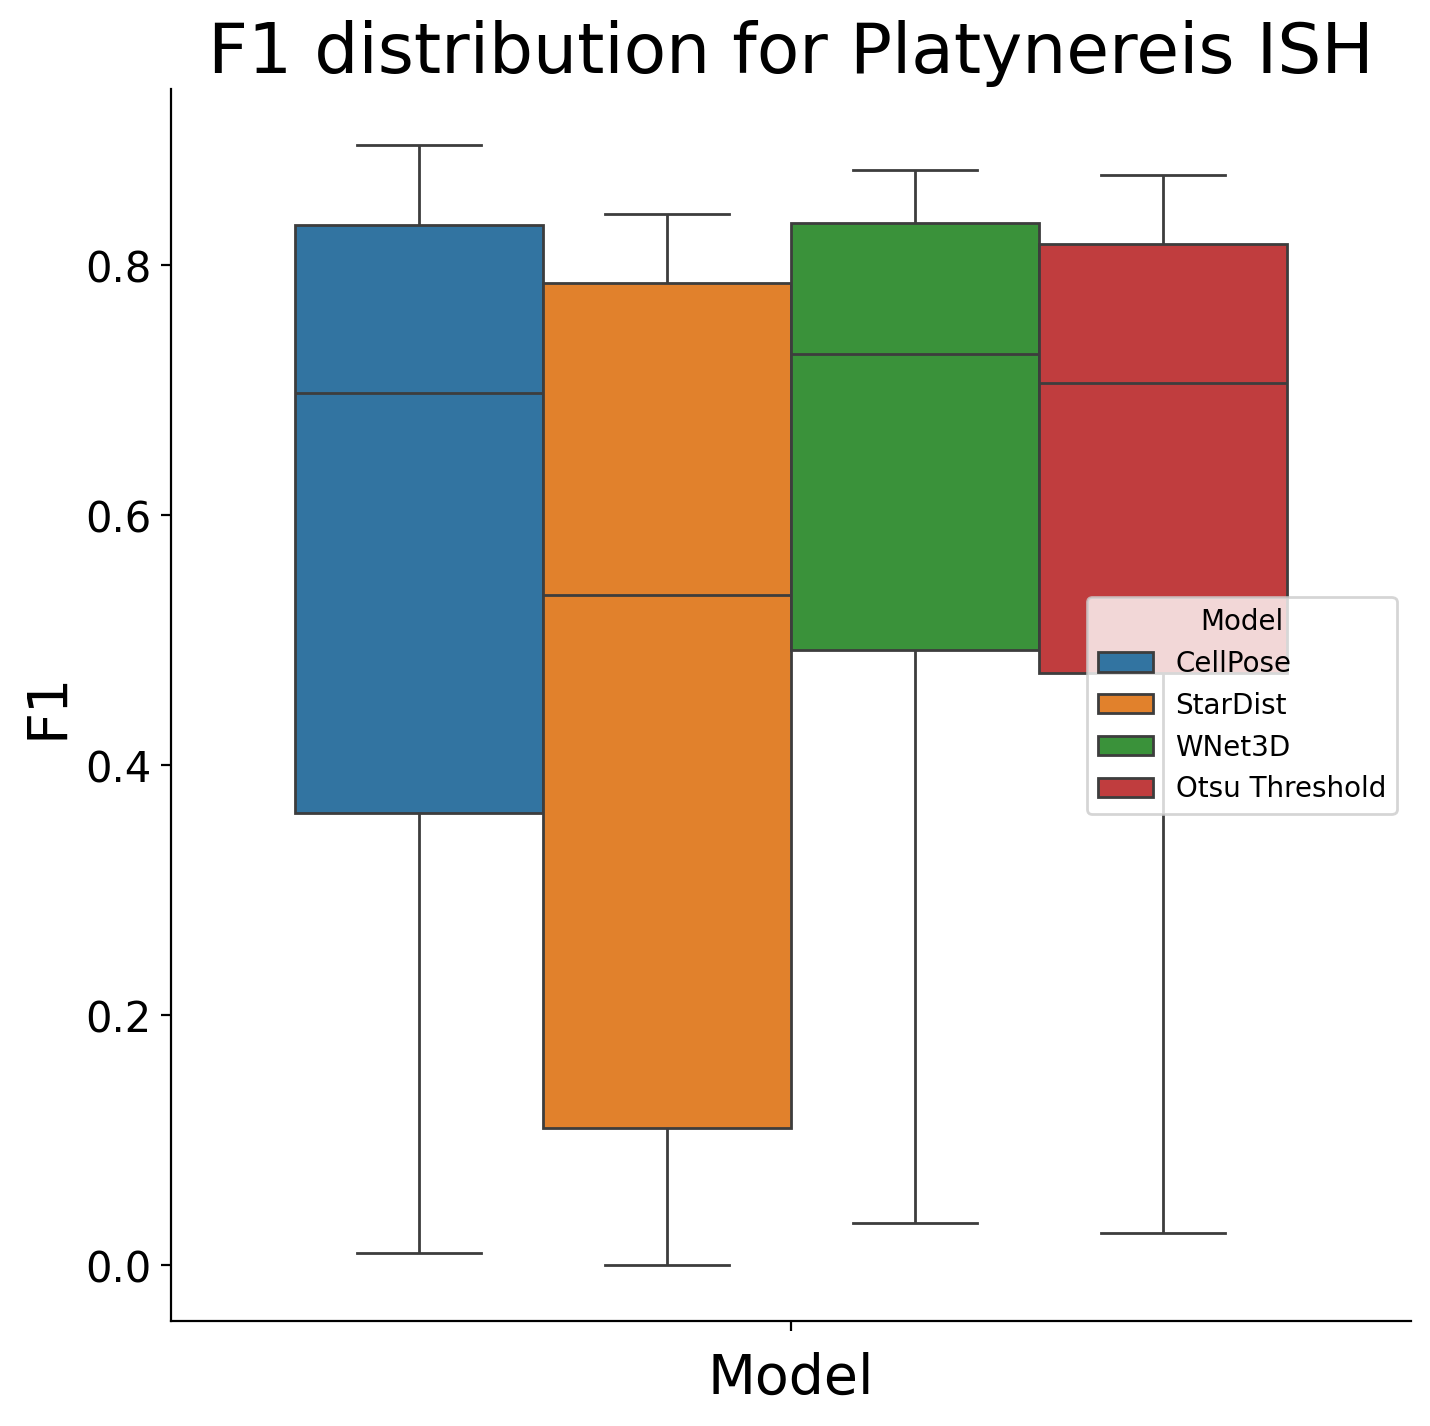 F1 distribution for Platynereis ISH
F1
0.8
0.6
0.4
0.2
0.0
Model
CellPose
StarDist
WNet3D
Otsu Threshold
Model